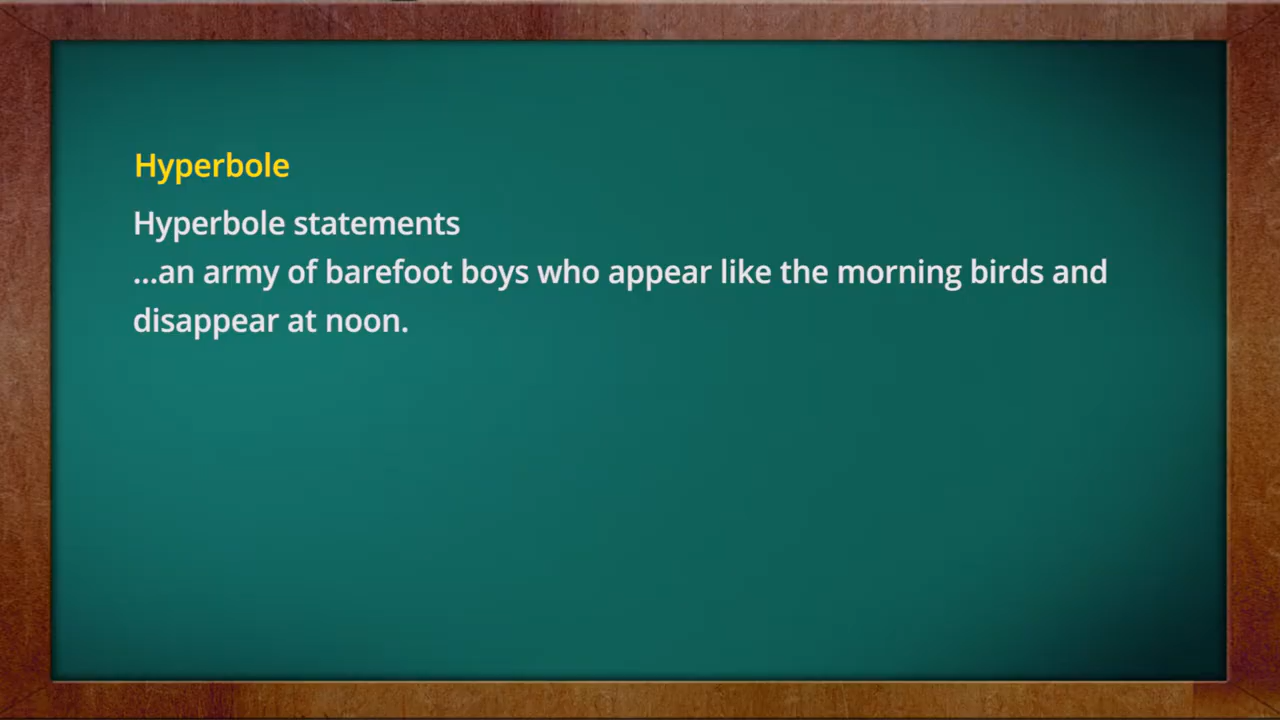 Hyperbole
Hyperbole statements
...an army of barefoot boys who appear like the morning birds and
disappear at noon.